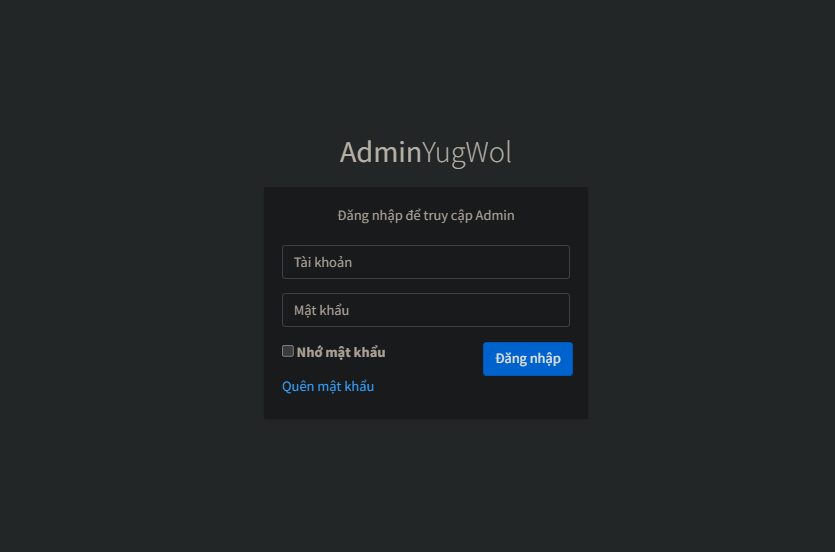 AdminYugWol
Đăng nhập để truy cập Admin
Tài khoản
Mật khẩu
Nhớ mật khẩu
Đăng nhập
Quên mật khẩu